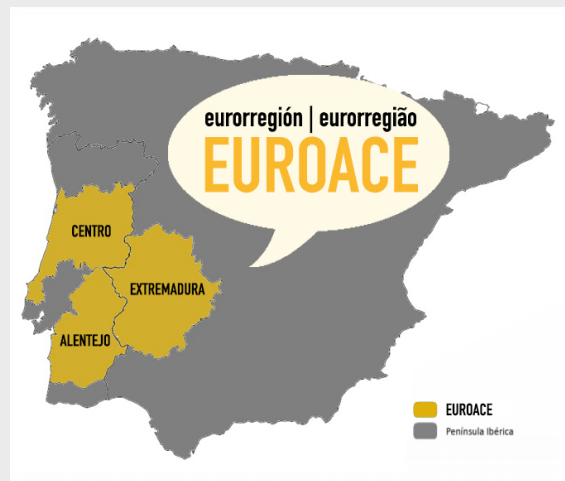 eurorregión | eurorregião
EUROACE
CENTRO
EXTREMADURA
ALENTEJO
EUROACE
Península Ibérica